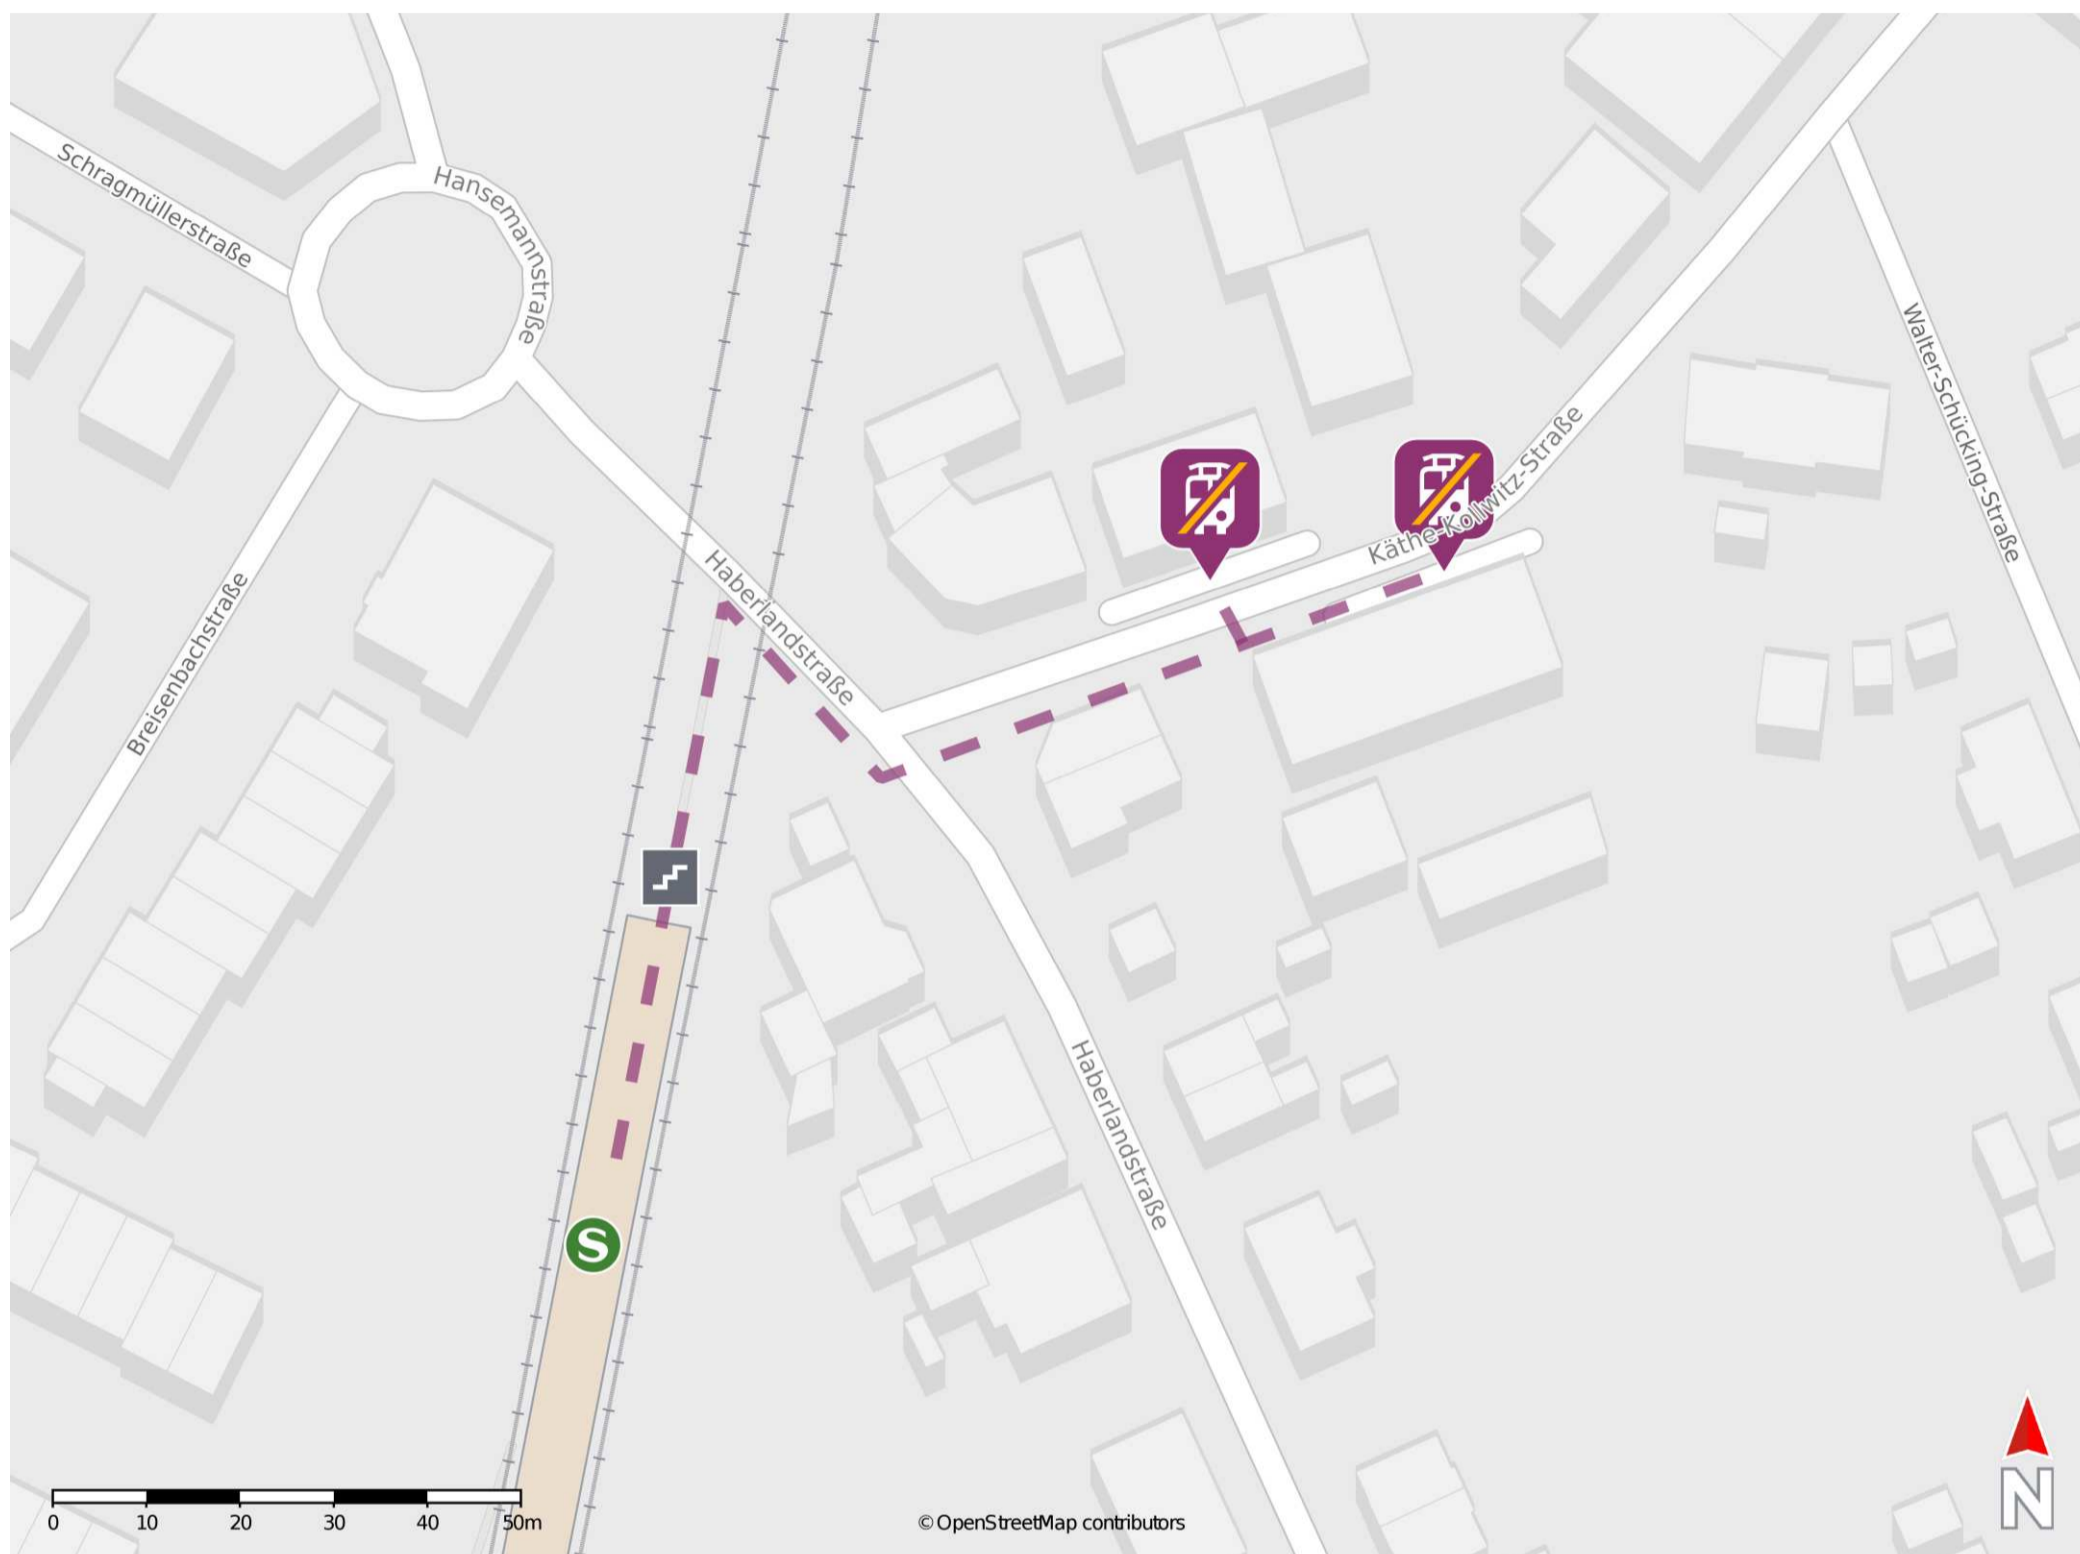 Schragmüllerstraße
Hansemannstraße
Käthe-Kollwitz-Straße
Walter-Schücking-Straße
Haberlandstraße
Breisenbachstraße
Haberlandstraße
S
0 10 20 30 40 50m
© OpenStreetMap contributors
N